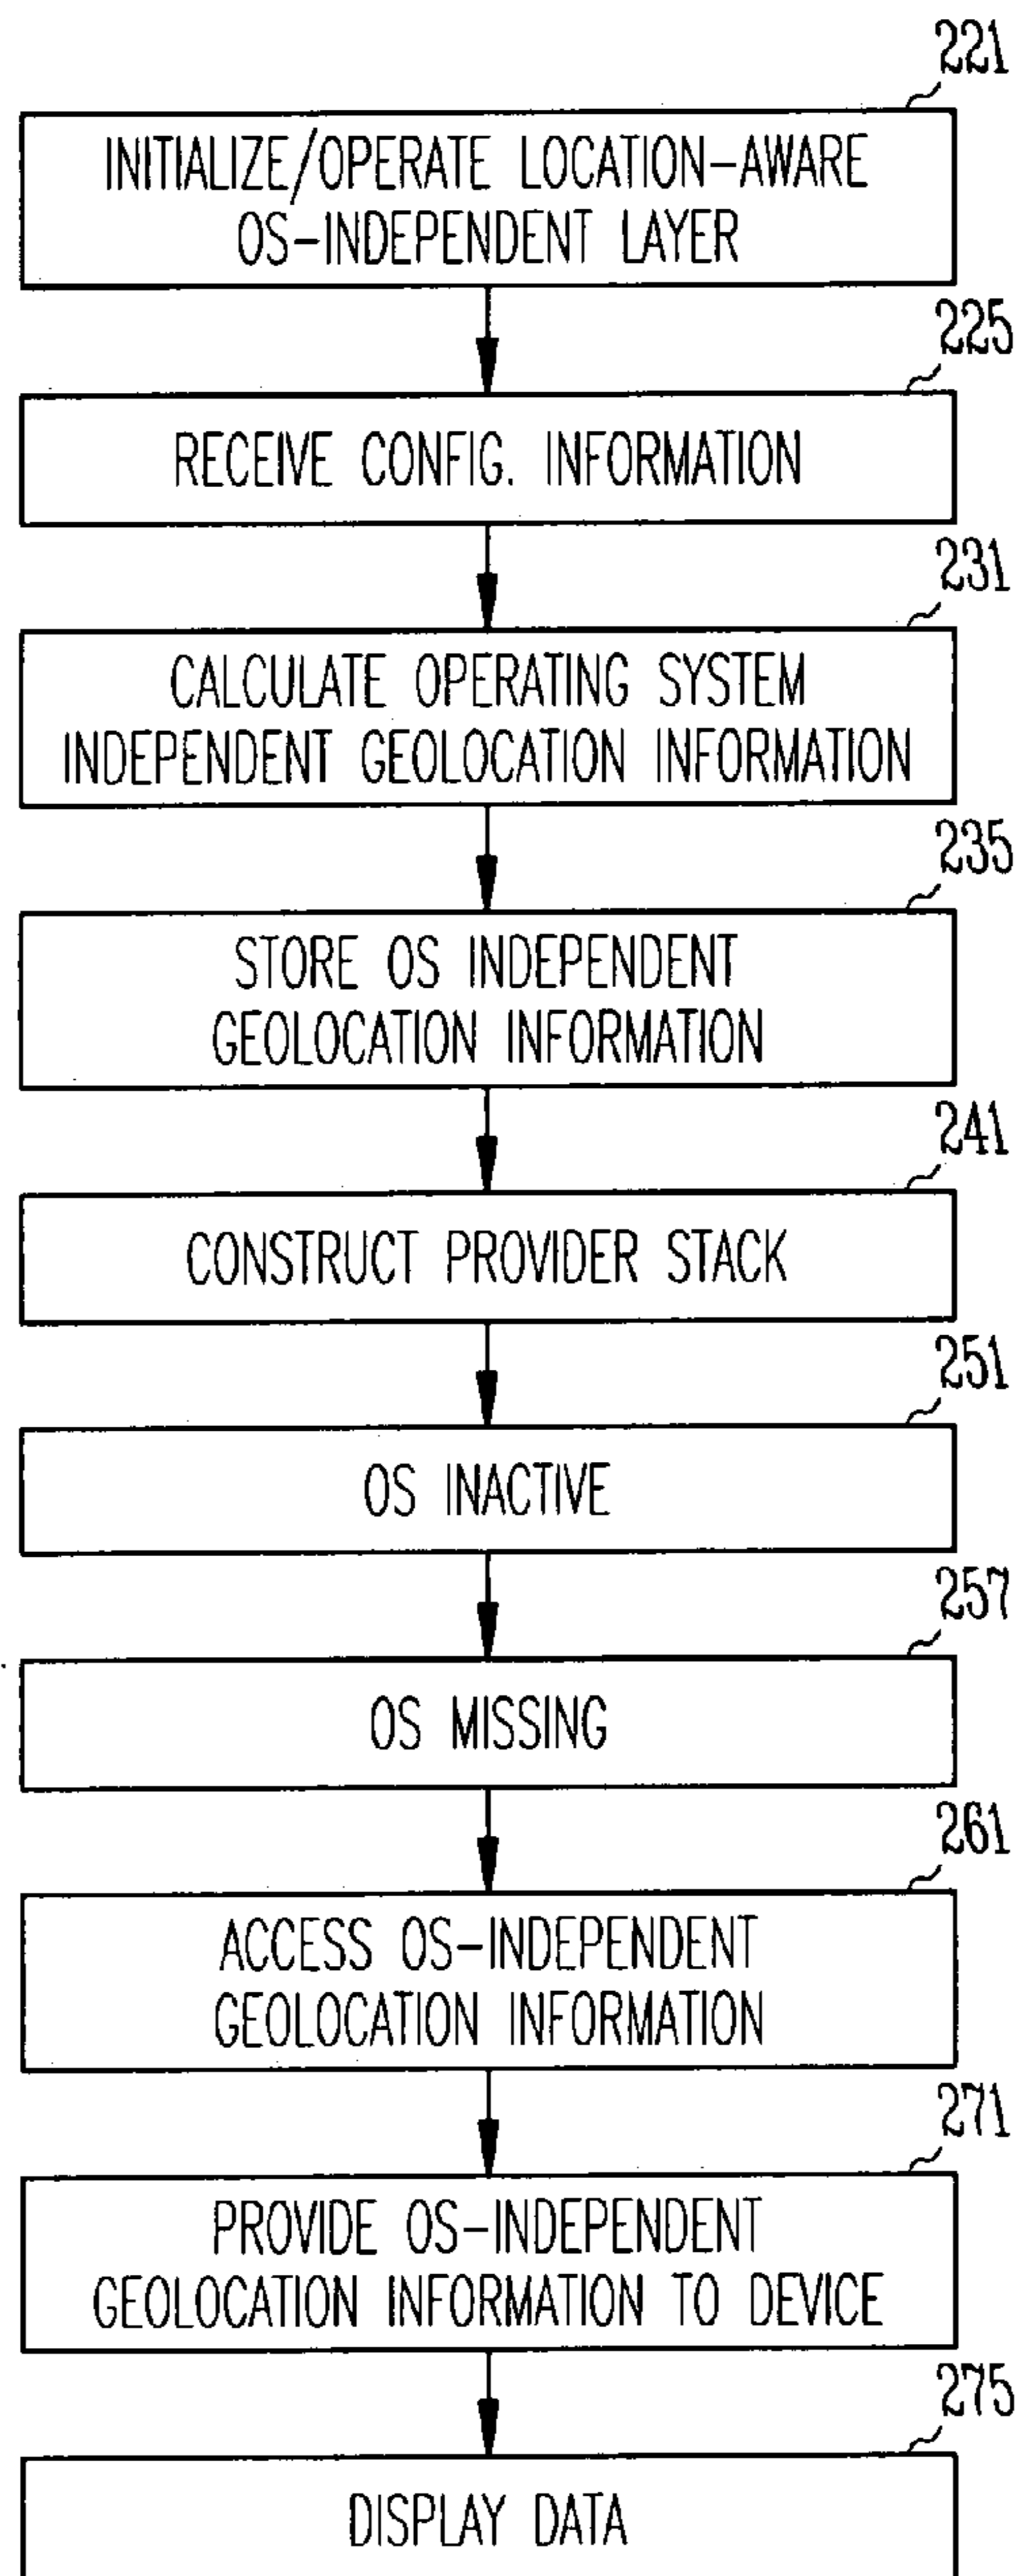 221
INITIALIZE/OPERATE LOCATION-AWARE
OS-INDEPENDENT LAYER
225
RECEIVE CONFIG. INFORMATION
231
CALCULATE OPERATING SYSTEM
INDEPENDENT GEOLOCATION INFORMATION
235
STORE OS INDEPENDENT
GEOLOCATION INFORMATION
241
CONSTRUCT PROVIDER STACK
251
OS INACTIVE
257
OS MISSING
261
ACCESS OS-INDEPENDENT
GEOLOCATION INFORMATION
271
PROVIDE OS-INDEPENDENT
GEOLOCATION INFORMATION TO DEVICE
275
DISPLAY DATA